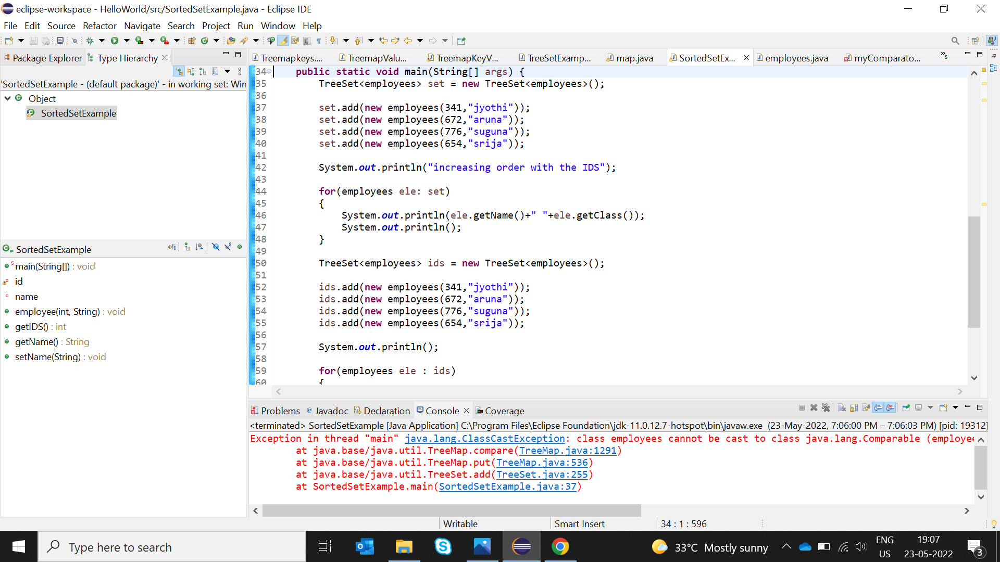 eclipse-workspace - HelloWorld/src/SortedSetExample.java - Eclipse IDE
File Edit Source Refactor Navigate Search Project Run Window Help
Package Explorer Type Hierarchy
Treemapkeys.... TreemapValu... TreemapKeyV... TreeSetExamp... map.java SortedSetEx... employees.java myComparato... »5
'SortedSetExample - (default package)' - in working set: Win
Object
SortedSetExample
34 public static void main(String[] args) {
35 TreeSet<employees> set = new TreeSet<employees>();
36
37 set.add(new employees(341,"jyothi"));
38 set.add(new employees(672,"aruna"));
39 set.add(new employees(776,"suguna"));
40 set.add(new employees(654,"srija"));
41
42 System.out.println("increasing order with the IDS");
43
44 for(employees ele: set)
45 {
46 System.out.println(ele.getName()+" "+ele.getClass());
47 System.out.println();
48 }
49
50 TreeSet<employees> ids = new TreeSet<employees>();
51
52 ids.add(new employees(341,"jyothi"));
53 ids.add(new employees(672,"aruna"));
54 ids.add(new employees(776,"suguna"));
55 ids.add(new employees(654,"srija"));
56
57 System.out.println();
58
59 for(employees ele : ids)
60 {
SortedSetExample
main(String[]) : void
id
name
employee(int, String) : void
getIDS() : int
getName() : String
setName(String) : void
Problems Javadoc Declaration Console Coverage
<terminated> SortedSetExample [Java Application] C:\Program Files\Eclipse Foundation\jdk-11.0.12.7-hotspot\bin\javaw.exe (23-May-2022, 7:06:00 PM – 7:06:03 PM) [pid: 19312]
Exception in thread "main" java.lang.ClassCastException: class employees cannot be cast to class java.lang.Comparable (employee
at java.base/java.util.TreeMap.compare(TreeMap.java:1291)
at java.base/java.util.TreeMap.put(TreeMap.java:536)
at java.base/java.util.TreeSet.add(TreeSet.java:255)
at SortedSetExample.main(SortedSetExample.java:37)
Writable Smart Insert 34 : 1 : 596
Type here to search
33°C Mostly sunny
ENG
US
19:07
23-05-2022
3